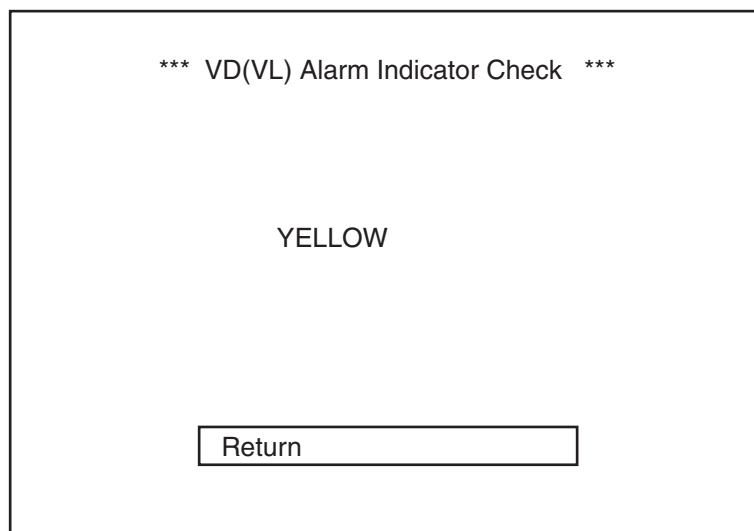 *** VD(VL) Alarm Indicator Check ***
YELLOW
Return